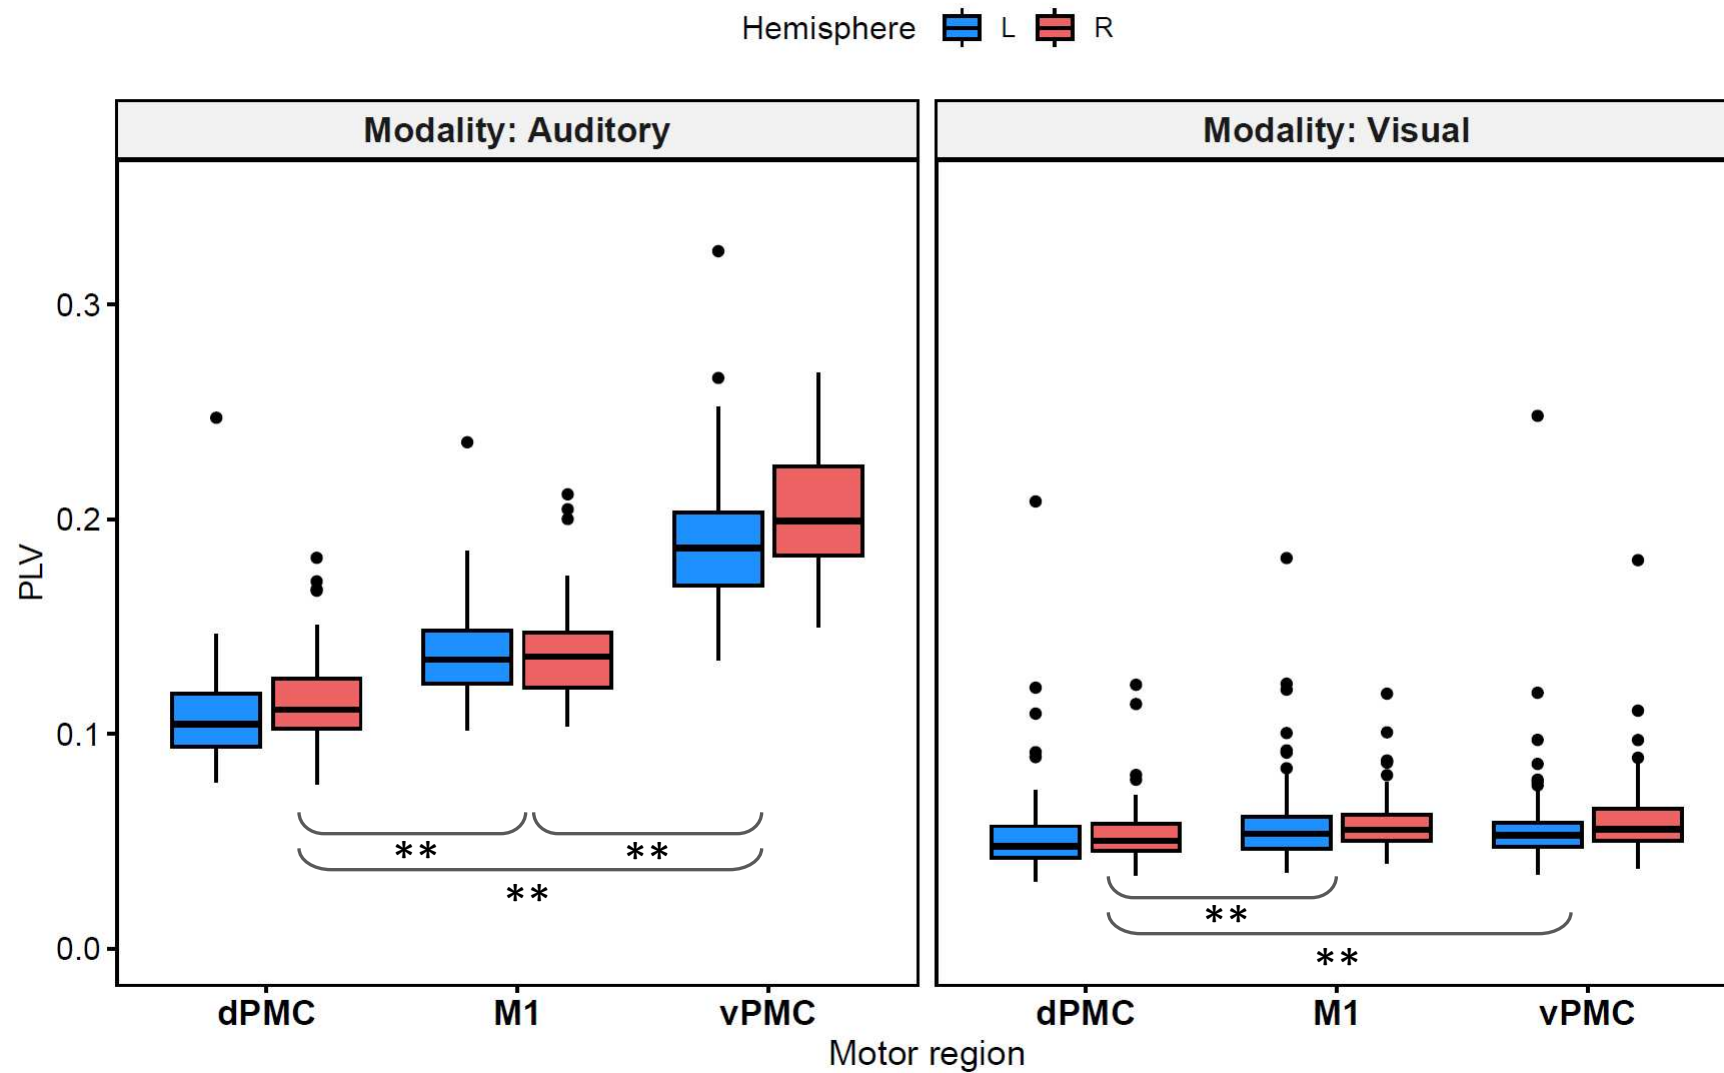 Hemisphere L R
Modality: Auditory
Modality: Visual
PLV
0.3
0.2
0.1
0.0
**
**
**
**
**
dPMC M1 vPMC
dPMC M1 vPMC
Motor region